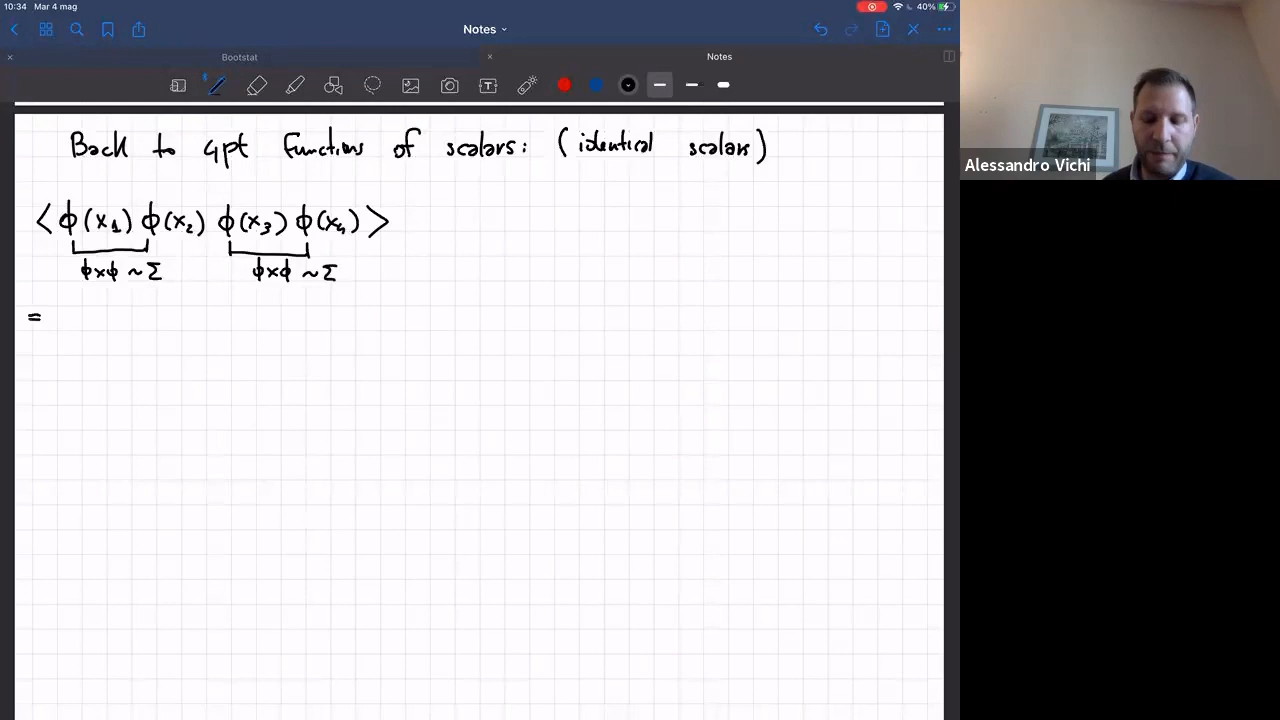 10:34 Mar 4 mag
40%
Notes
Bootstat
Notes
Alessandro Vichi
Back to 4pt functions of scalars: (identical scalars)
<ϕ(x₁) ϕ(x₂) ϕ(x₃) ϕ(x₄)>
ϕ×ϕ ~ Σ ϕ×ϕ ~ Σ
=